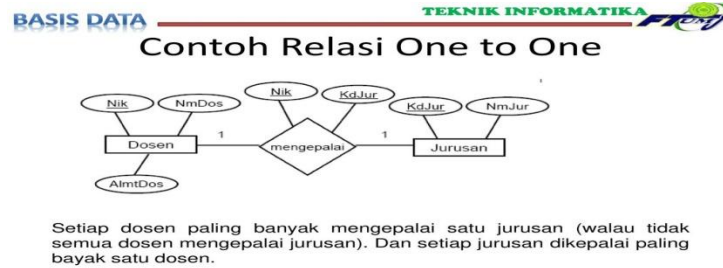 BASIS DATA
TEKNIK INFORMATIKA
FTUMJ
Contoh Relasi One to One
Nik
NmDos
Nik
KdJur
KdJur
NmJur
Dosen
1
mengepalai
1
Jurusan
AlmtDos
Setiap dosen paling banyak mengepalai satu jurusan (walau tidak
semua dosen mengepalai jurusan). Dan setiap jurusan dikepalai paling
bayak satu dosen.